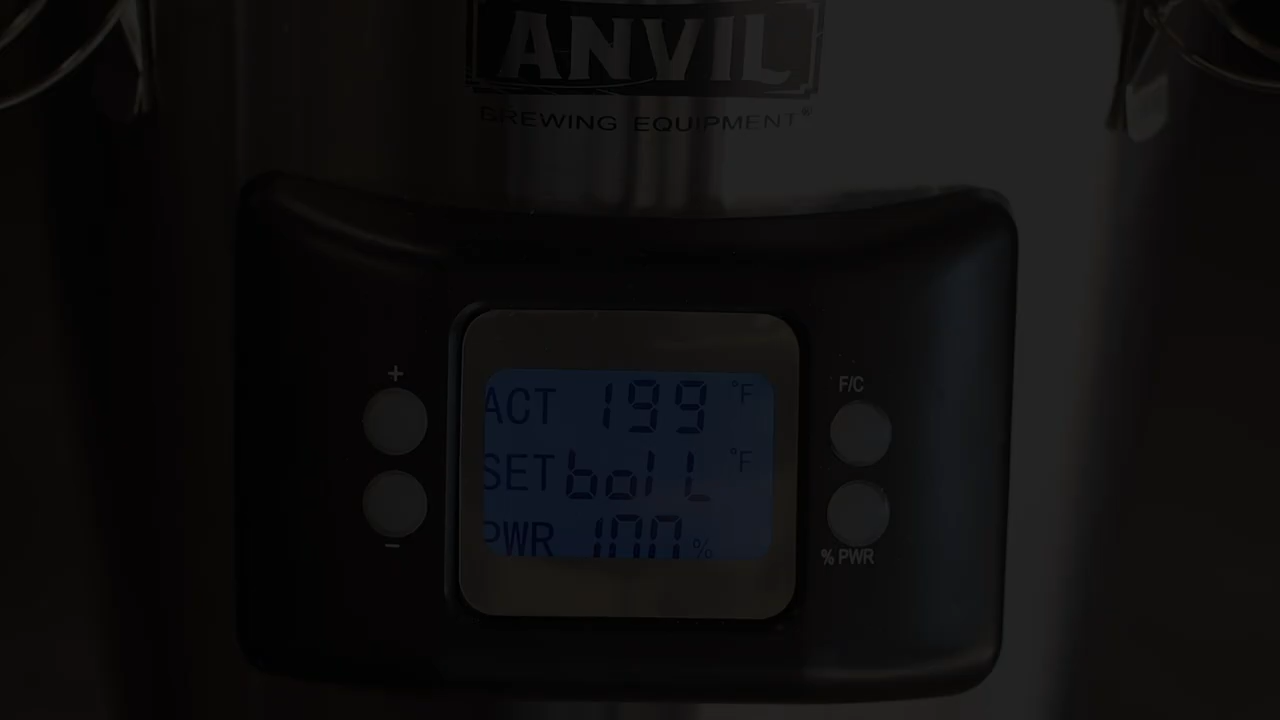 ANVIL
BREWING EQUIPMENT®
+
F/C
ACT 199 °F
SET boil °F
PWR 100 %
−
% PWR